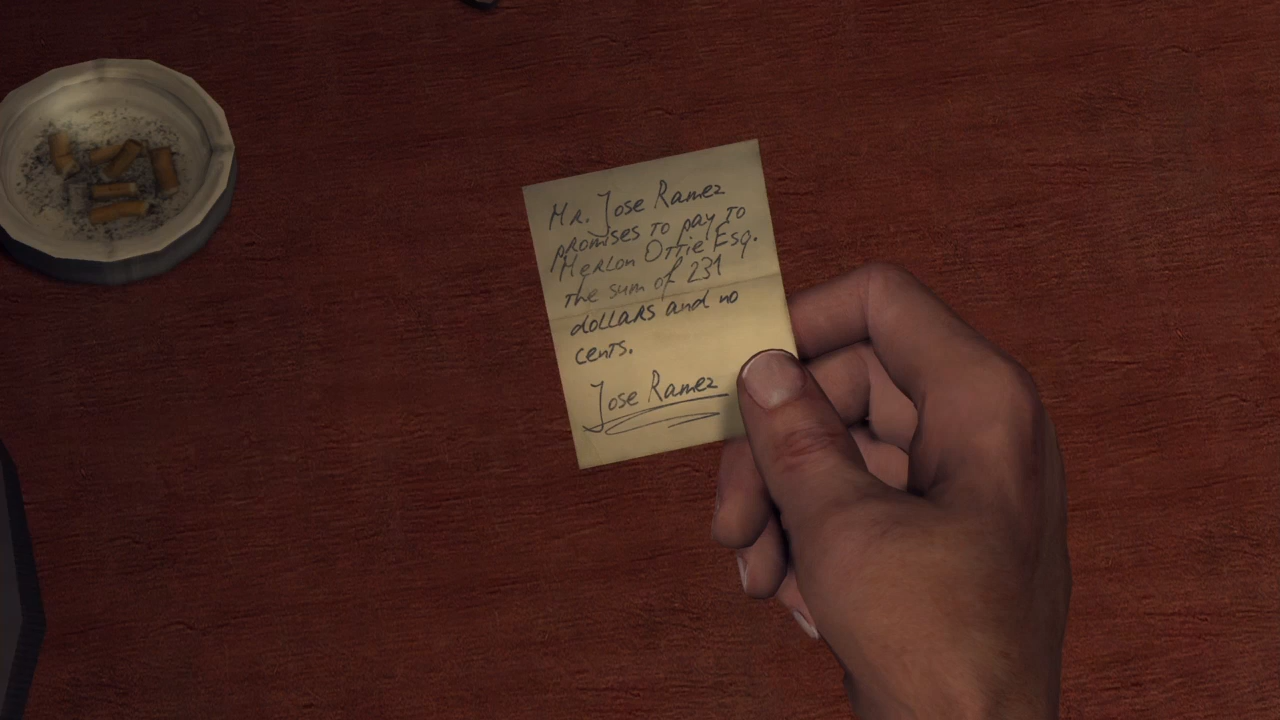 Mr. Jose Ramez
promises to pay to
Merlon Ottie Esq.
the sum of 231
dollars and no
cents.
Jose Ramez